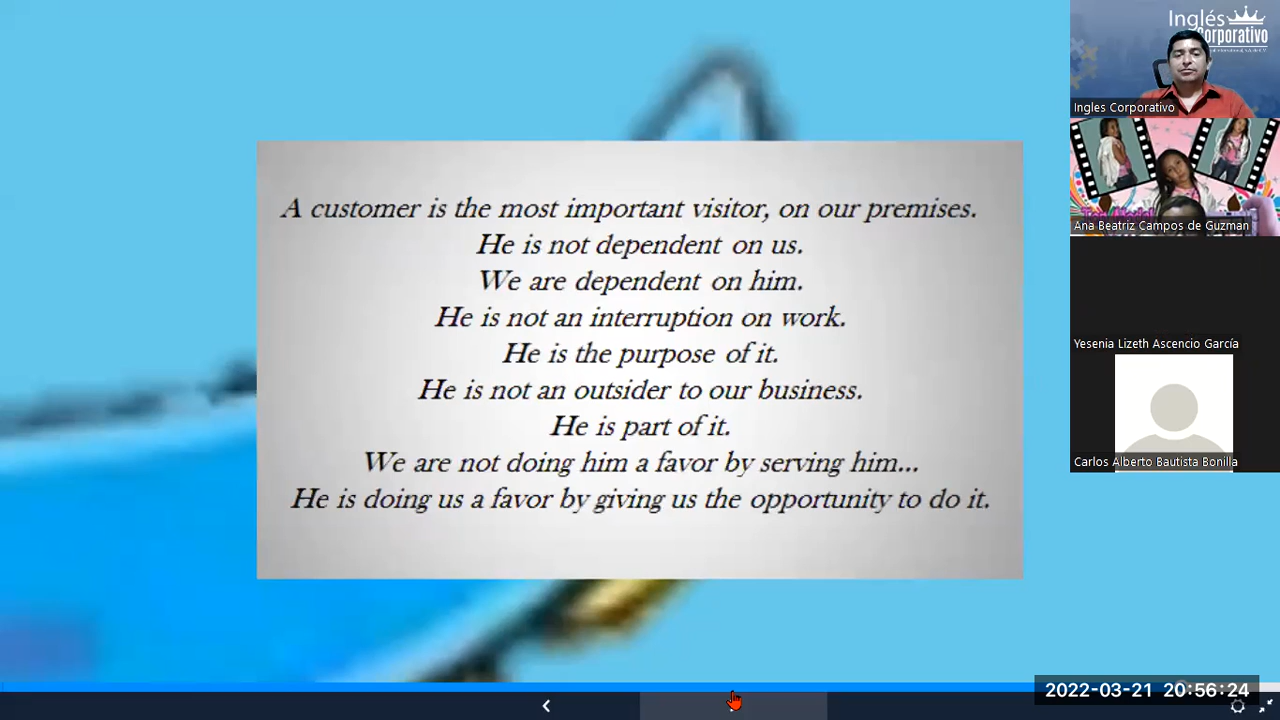 A customer is the most important visitor, on our premises.
He is not dependent on us.
We are dependent on him.
He is not an interruption on work.
He is the purpose of it.
He is not an outsider to our business.
He is part of it.
We are not doing him a favor by serving him...
He is doing us a favor by giving us the opportunity to do it.
Inglés
Corporativo
Ingles Corporativo
Ana Beatriz Campos de Guzman
Yesenia Lizeth Ascencio García
Carlos Alberto Bautista Bonilla
2022-03-21 20:56:24